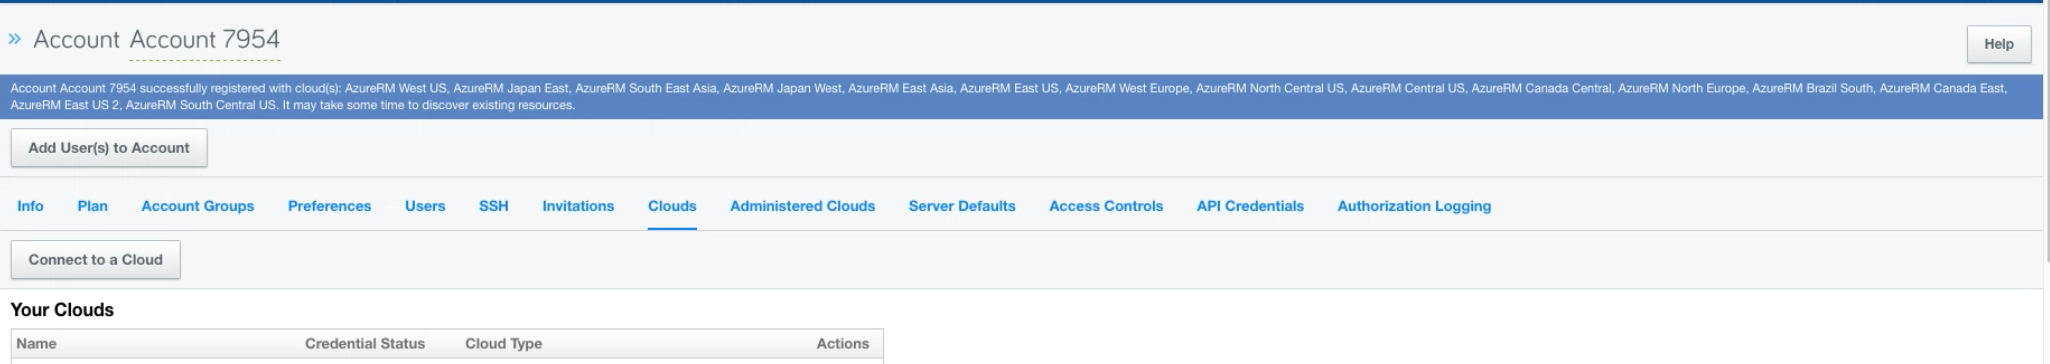 » Account Account 7954
Help
Account Account 7954 successfully registered with cloud(s): AzureRM West US, AzureRM Japan East, AzureRM South East Asia, AzureRM Japan West, AzureRM East Asia, AzureRM East US, AzureRM West Europe, AzureRM North Central US, AzureRM Central US, AzureRM Canada Central, AzureRM North Europe, AzureRM Brazil South, AzureRM Canada East,
AzureRM East US 2, AzureRM South Central US. It may take some time to discover existing resources.
Add User(s) to Account
Info Plan Account Groups Preferences Users SSH Invitations Clouds Administered Clouds Server Defaults Access Controls API Credentials Authorization Logging
Connect to a Cloud
Your Clouds
Name Credential Status Cloud Type Actions